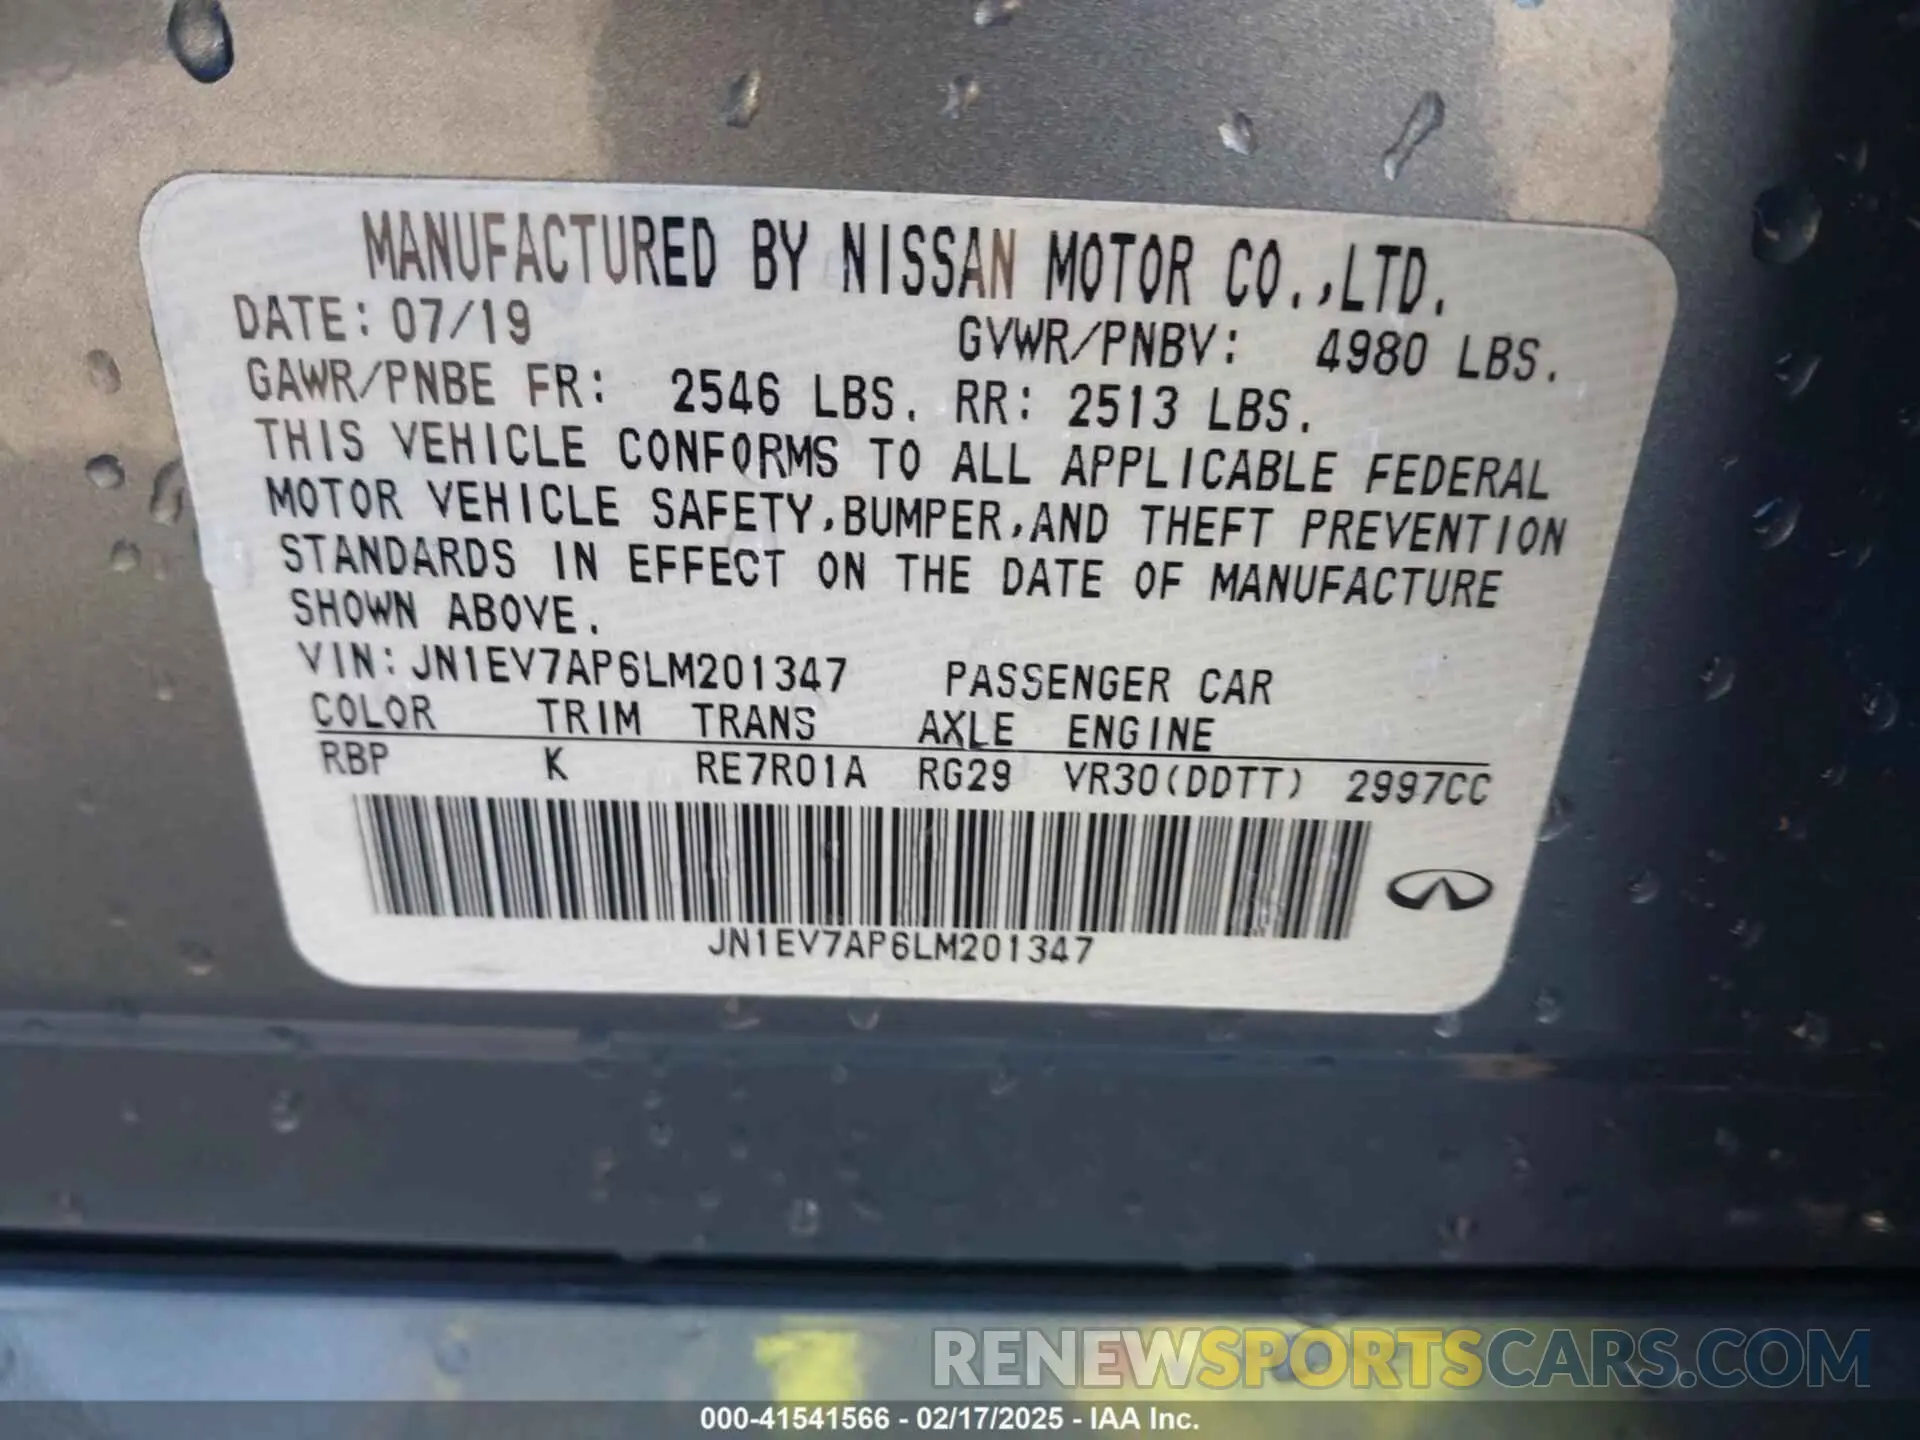 MANUFACTURED BY NISSAN MOTOR CO.,LTD.
DATE: 07/19 GVWR/PNBV: 4980 LBS.
GAWR/PNBE FR: 2546 LBS. RR: 2513 LBS.
THIS VEHICLE CONFORMS TO ALL APPLICABLE FEDERAL
MOTOR VEHICLE SAFETY,BUMPER,AND THEFT PREVENTION
STANDARDS IN EFFECT ON THE DATE OF MANUFACTURE
SHOWN ABOVE.
VIN: JN1EV7AP6LM201347 PASSENGER CAR
COLOR TRIM TRANS AXLE ENGINE
RBP K RE7R01A RG29 VR30(DDTT) 2997CC
JN1EV7AP6LM201347
RENEWSPORTSCARS.COM
000-41541566 - 02/17/2025 - IAA Inc.